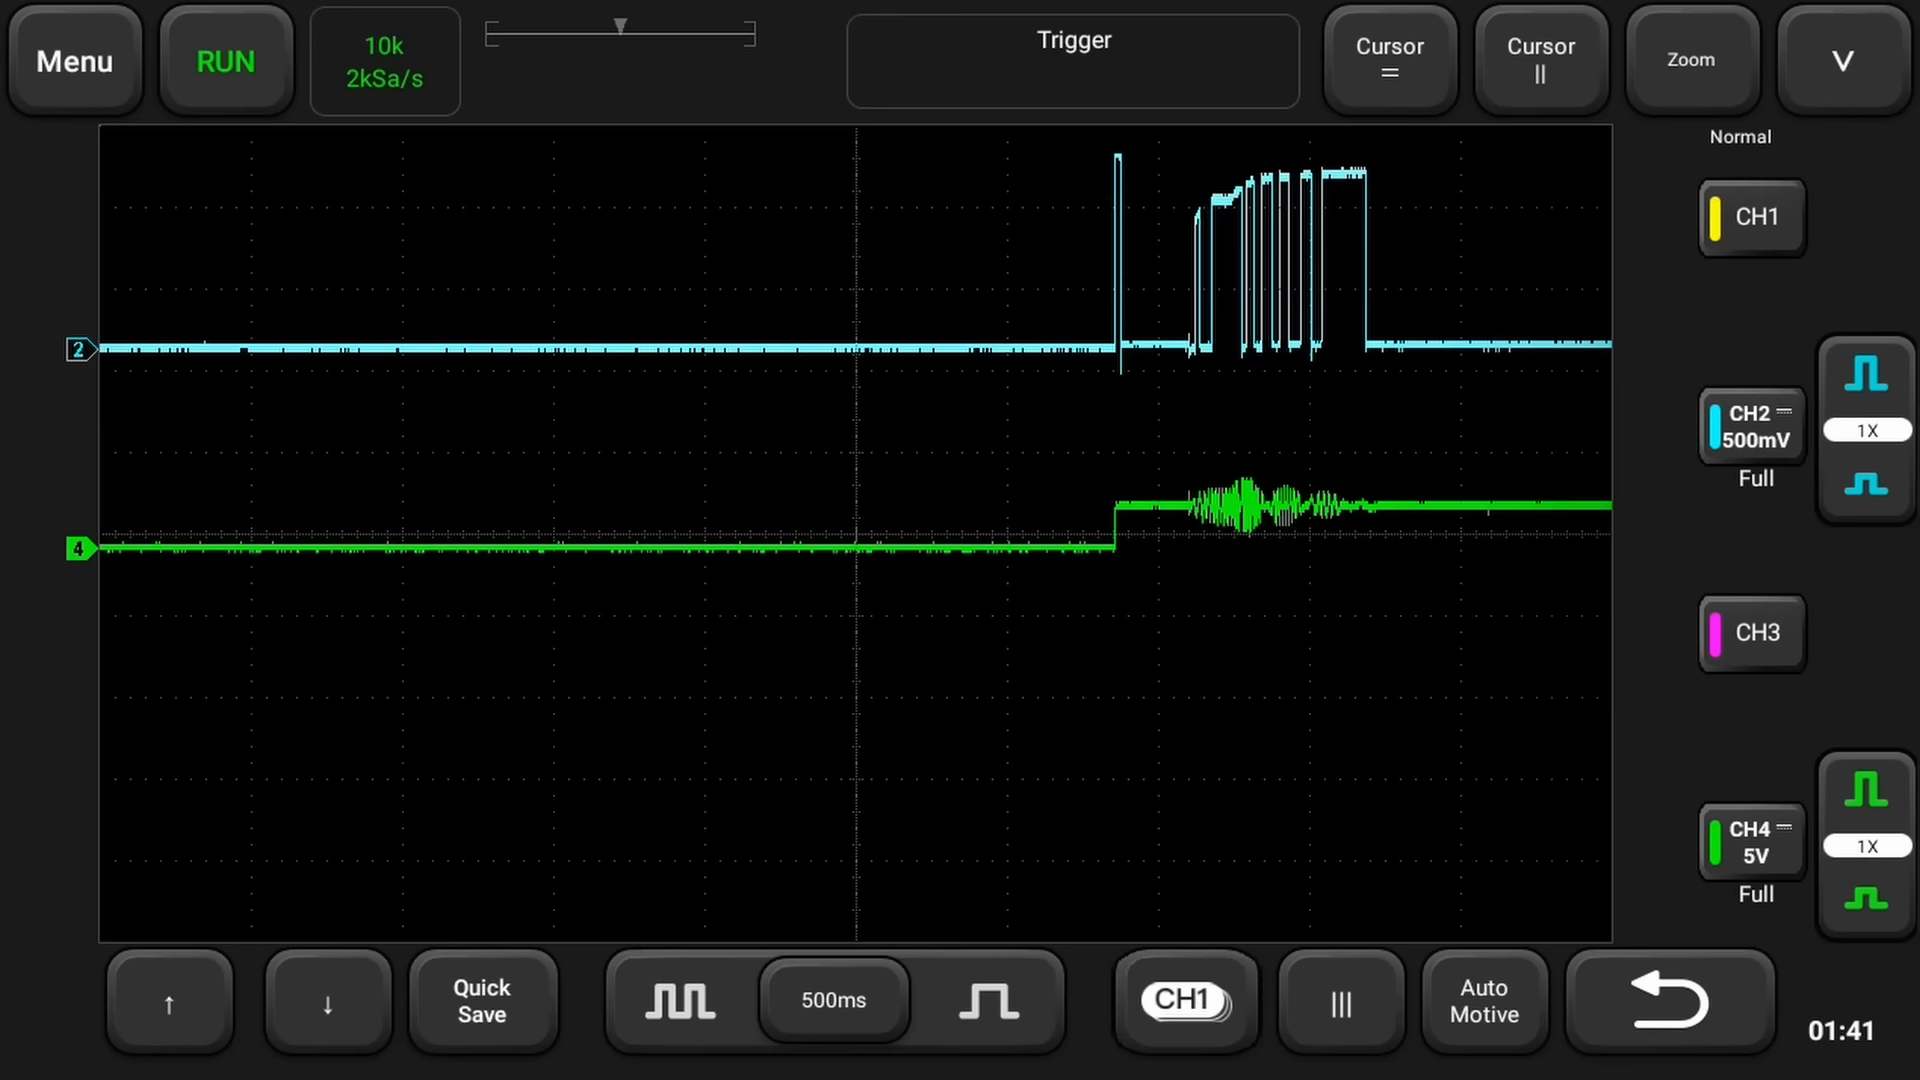 Menu
RUN
10k
2kSa/s
Trigger
Cursor
=
Cursor
||
Zoom
V
Normal
CH1
2
CH2
500mV
1X
Full
4
CH3
CH4
5V
1X
Full
↑
↓
Quick
Save
500ms
CH1
|||
Auto
Motive
01:41